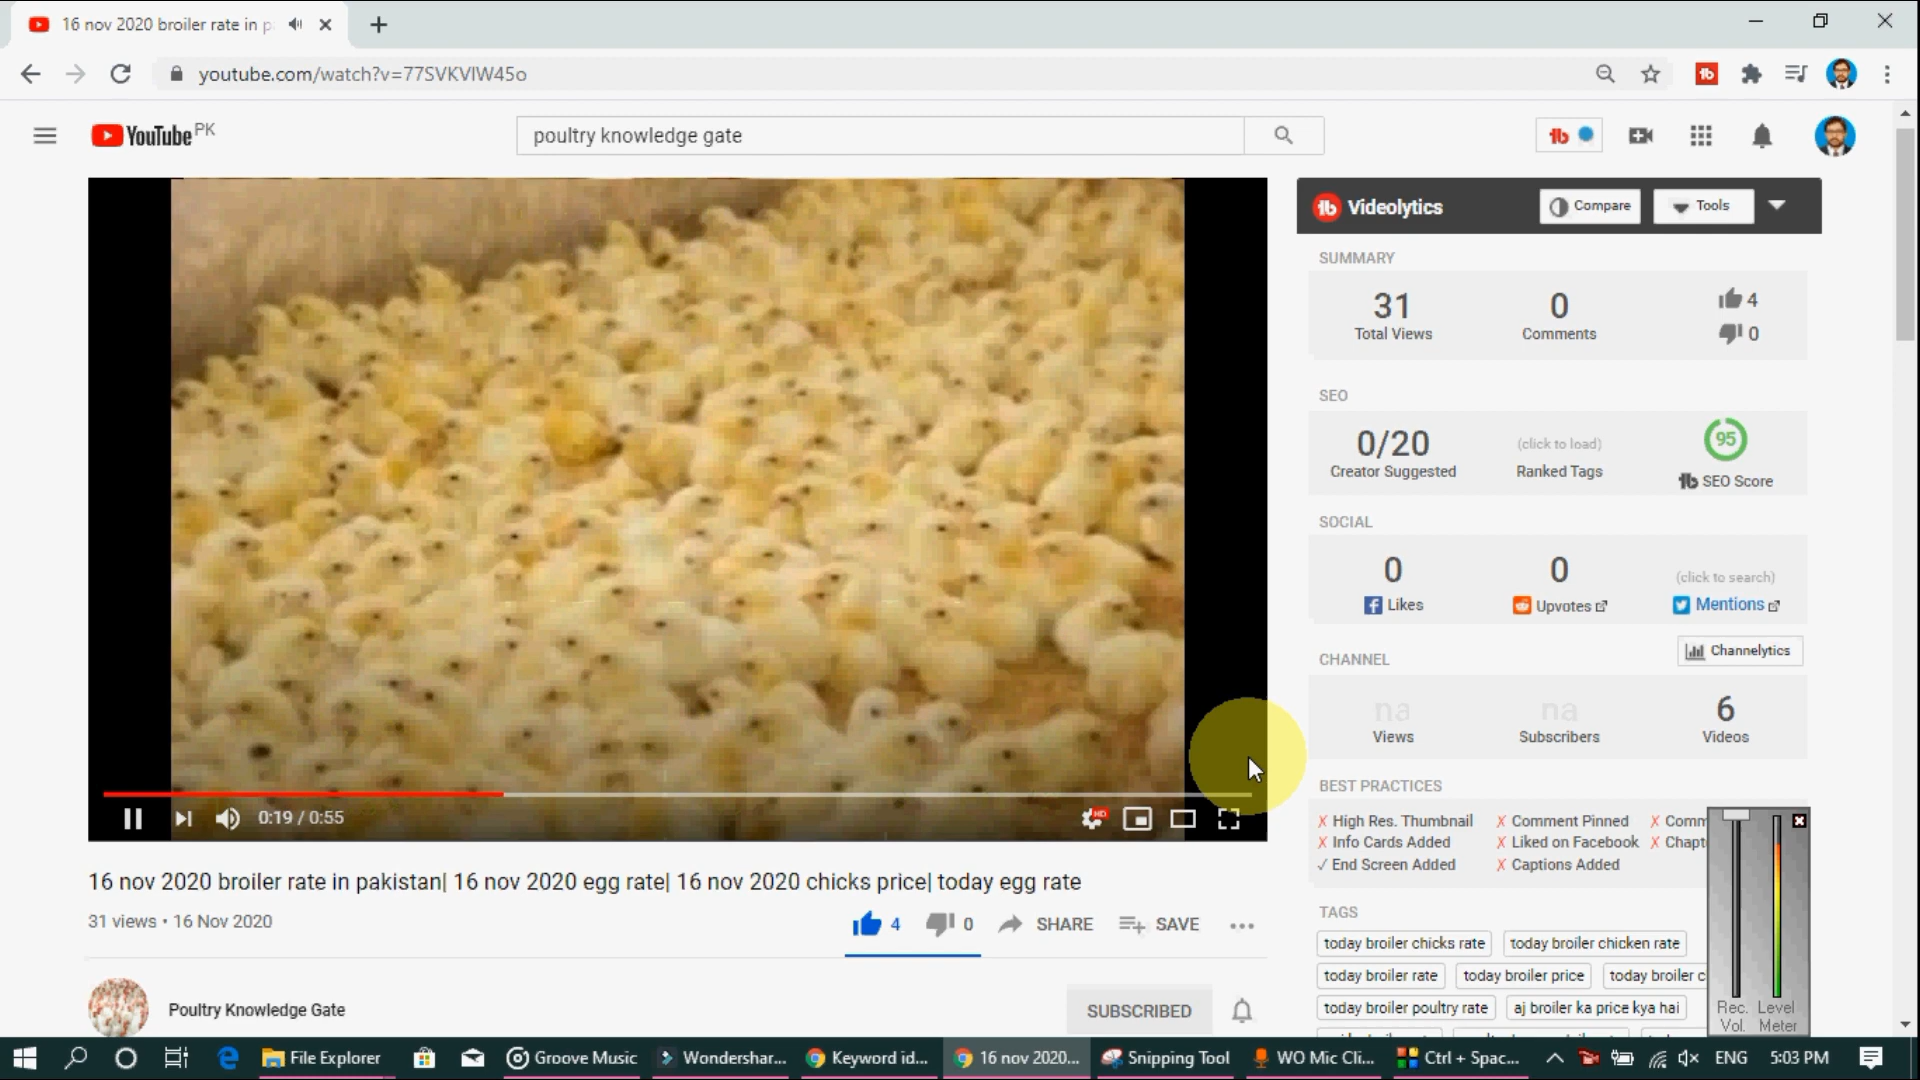 16 nov 2020 broiler rate in p
youtube.com/watch?v=77SVKVIW45o
YouTube PK
poultry knowledge gate
Videolytics
Compare
Tools
SUMMARY
31
0
4
Total Views
Comments
0
SEO
0/20
(click to load)
95
Creator Suggested
Ranked Tags
SEO Score
SOCIAL
0
0
(click to search)
Likes
Upvotes
Mentions
CHANNEL
Channelytics
na
na
6
Views
Subscribers
Videos
BEST PRACTICES
X High Res. Thumbnail
X Comment Pinned
X Comm
X Info Cards Added
X Liked on Facebook
X Chapt
✓ End Screen Added
X Captions Added
0:19 / 0:55
HD
16 nov 2020 broiler rate in pakistan| 16 nov 2020 egg rate| 16 nov 2020 chicks price| today egg rate
31 views • 16 Nov 2020
4
0
SHARE
SAVE
TAGS
today broiler chicks rate
today broiler chicken rate
today broiler rate
today broiler price
today broiler c
today broiler poultry rate
aj broiler ka price kya hai
Poultry Knowledge Gate
SUBSCRIBED
Rec. Vol.
Level Meter
File Explorer
Groove Music
Wondershar...
Keyword id...
16 nov 2020...
Snipping Tool
WO Mic Cli...
Ctrl + Spac...
ENG
5:03 PM